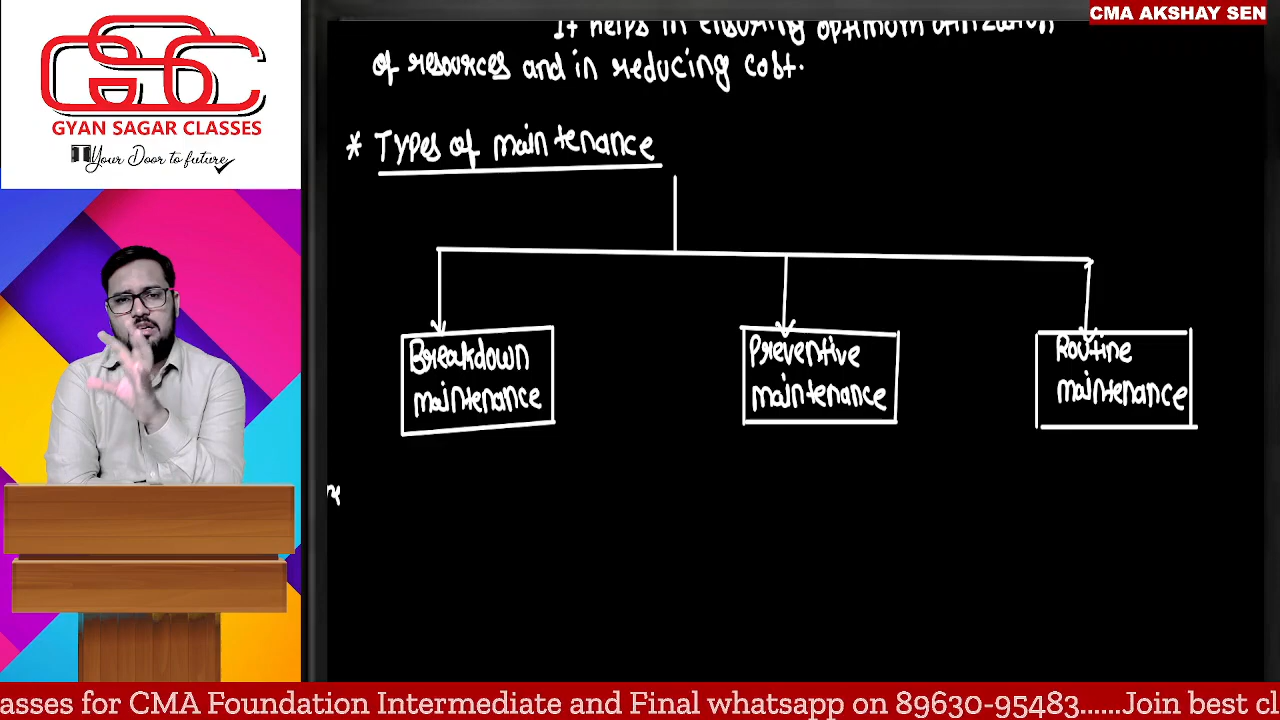 CMA AKSHAY SEN
GSC
GYAN SAGAR CLASSES
Your Door to future
It helps in ensuring optimum utilization
of resources and in reducing cost.
* Types of maintenance
Breakdown
maintenance
Preventive
maintenance
Routine
maintenance
asses for CMA Foundation Intermediate and Final whatsapp on 89630-95483......Join best cl